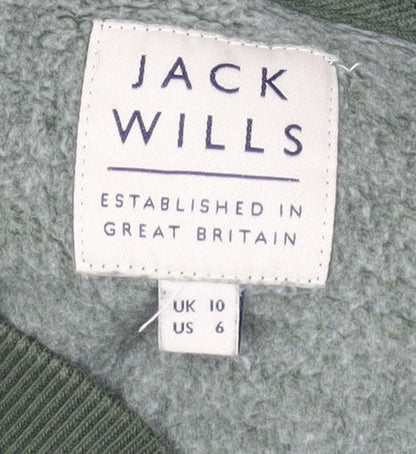 JACK
WILLS
ESTABLISHED IN
GREAT BRITAIN
UK 10
US 6